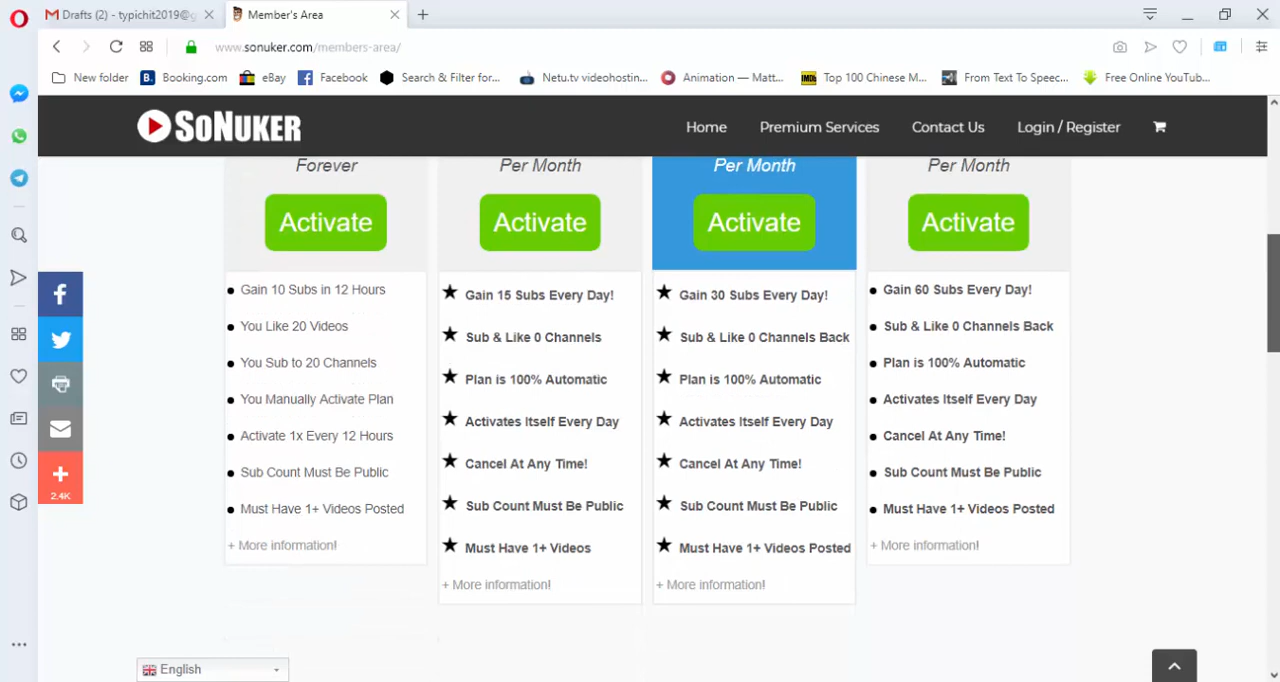 Drafts (2) - typichit2019@g
Member's Area
www.sonuker.com/members-area/
New folder
Booking.com
eBay
Facebook
Search & Filter for...
Netu.tv videohostin...
Animation — Matt...
Top 100 Chinese M...
From Text To Speec...
Free Online YouTub...
SoNuker
Home
Premium Services
Contact Us
Login / Register
Forever
Activate
Gain 10 Subs in 12 Hours
You Like 20 Videos
You Sub to 20 Channels
You Manually Activate Plan
Activate 1x Every 12 Hours
Sub Count Must Be Public
Must Have 1+ Videos Posted
+ More information!
Per Month
Activate
Gain 15 Subs Every Day!
Sub & Like 0 Channels
Plan is 100% Automatic
Activates Itself Every Day
Cancel At Any Time!
Sub Count Must Be Public
Must Have 1+ Videos
+ More information!
Per Month
Activate
Gain 30 Subs Every Day!
Sub & Like 0 Channels Back
Plan is 100% Automatic
Activates Itself Every Day
Cancel At Any Time!
Sub Count Must Be Public
Must Have 1+ Videos Posted
+ More information!
Per Month
Activate
Gain 60 Subs Every Day!
Sub & Like 0 Channels Back
Plan is 100% Automatic
Activates Itself Every Day
Cancel At Any Time!
Sub Count Must Be Public
Must Have 1+ Videos Posted
+ More information!
2.4K
English